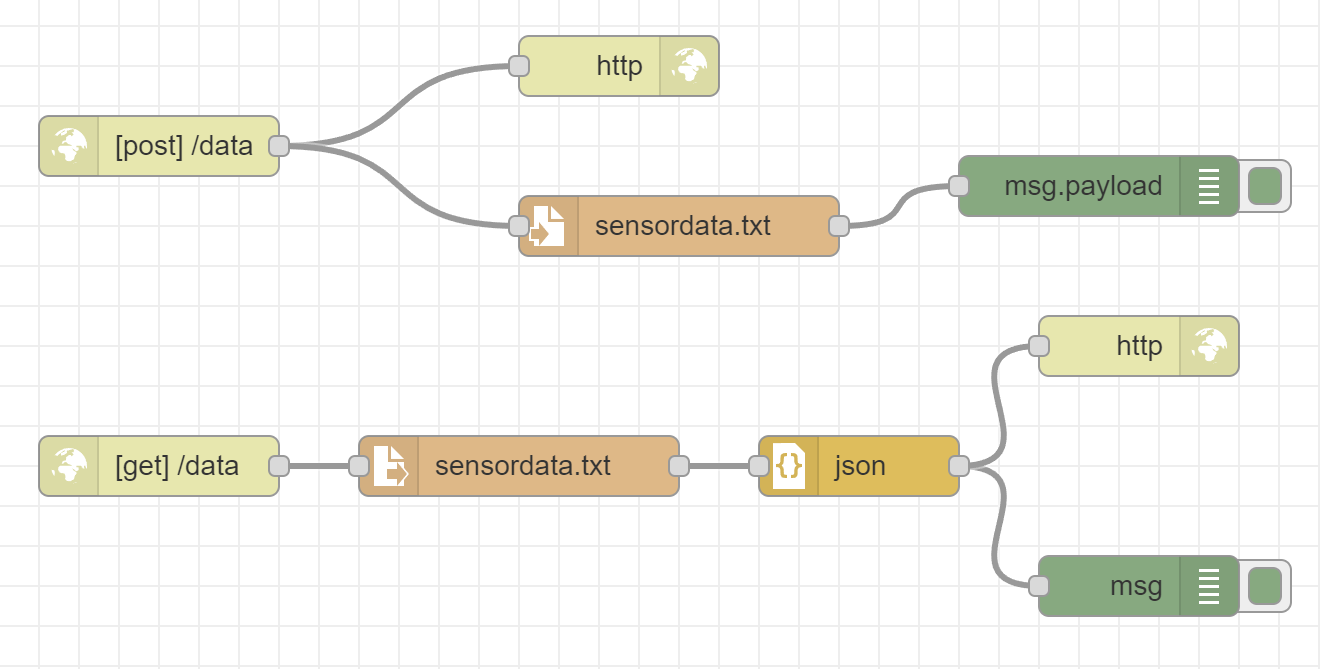 http
[post] /data
msg.payload
sensordata.txt
http
[get] /data
sensordata.txt
{} json
msg